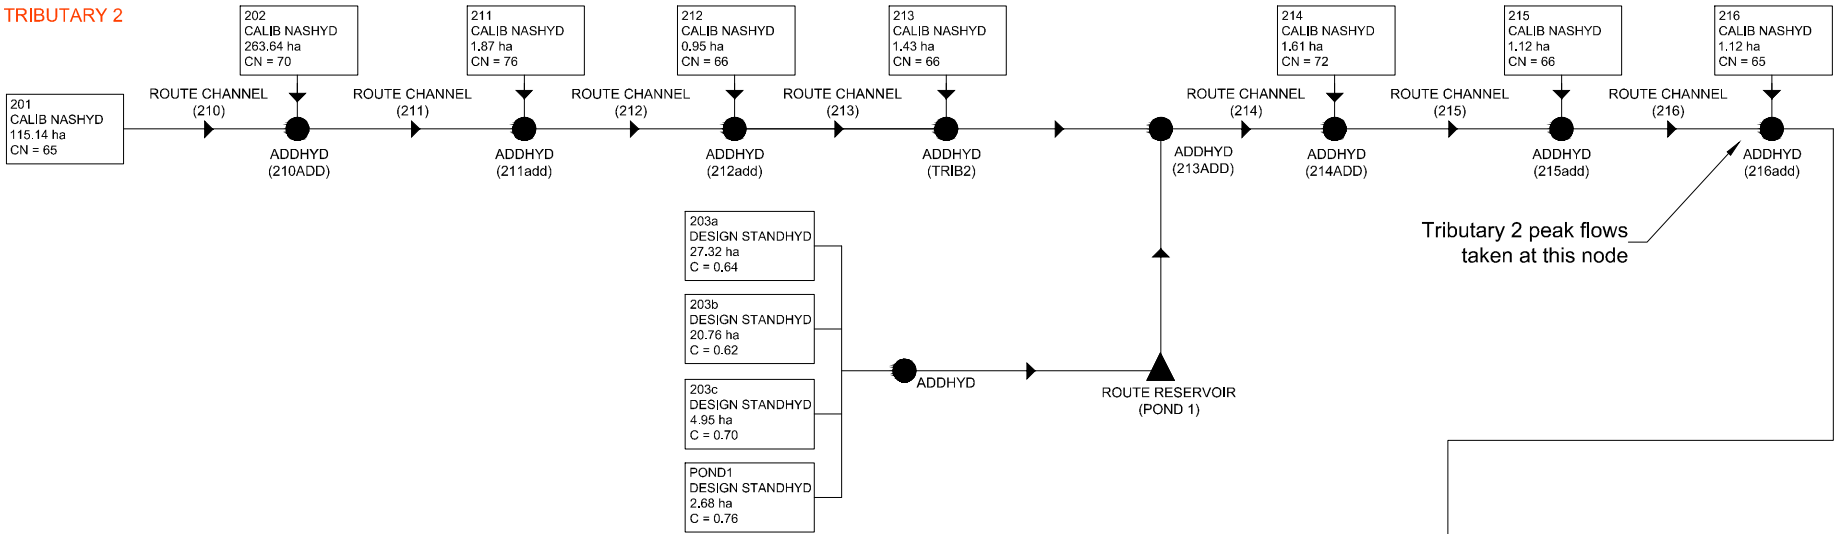 TRIBUTARY 2
202
CALIB NASHYD
263.64 ha
CN = 70
211
CALIB NASHYD
1.87 ha
CN = 76
212
CALIB NASHYD
0.95 ha
CN = 66
213
CALIB NASHYD
1.43 ha
CN = 66
214
CALIB NASHYD
1.61 ha
CN = 72
215
CALIB NASHYD
1.12 ha
CN = 66
216
CALIB NASHYD
1.12 ha
CN = 65
201
CALIB NASHYD
115.14 ha
CN = 65
ROUTE CHANNEL
(210)
ROUTE CHANNEL
(211)
ROUTE CHANNEL
(212)
ROUTE CHANNEL
(213)
ROUTE CHANNEL
(214)
ROUTE CHANNEL
(215)
ROUTE CHANNEL
(216)
ADDHYD
(210ADD)
ADDHYD
(211add)
ADDHYD
(212add)
ADDHYD
(TRIB2)
ADDHYD
(213ADD)
ADDHYD
(214ADD)
ADDHYD
(215add)
ADDHYD
(216add)
Tributary 2 peak flows
taken at this node
203a
DESIGN STANDHYD
27.32 ha
C = 0.64
203b
DESIGN STANDHYD
20.76 ha
C = 0.62
203c
DESIGN STANDHYD
4.95 ha
C = 0.70
POND1
DESIGN STANDHYD
2.68 ha
C = 0.76
ADDHYD
ROUTE RESERVOIR
(POND 1)